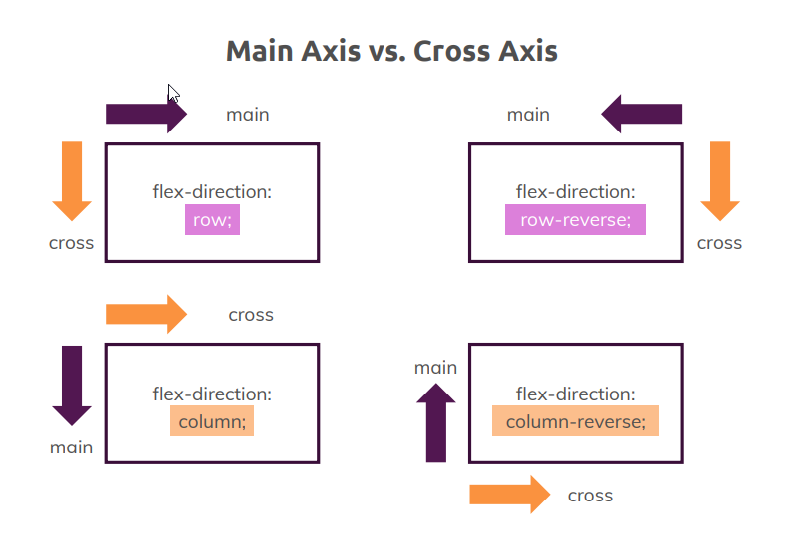 Main Axis vs. Cross Axis
main
main
flex-direction:
row;
flex-direction:
row-reverse;
cross
cross
cross
main
flex-direction:
column;
flex-direction:
column-reverse;
main
cross